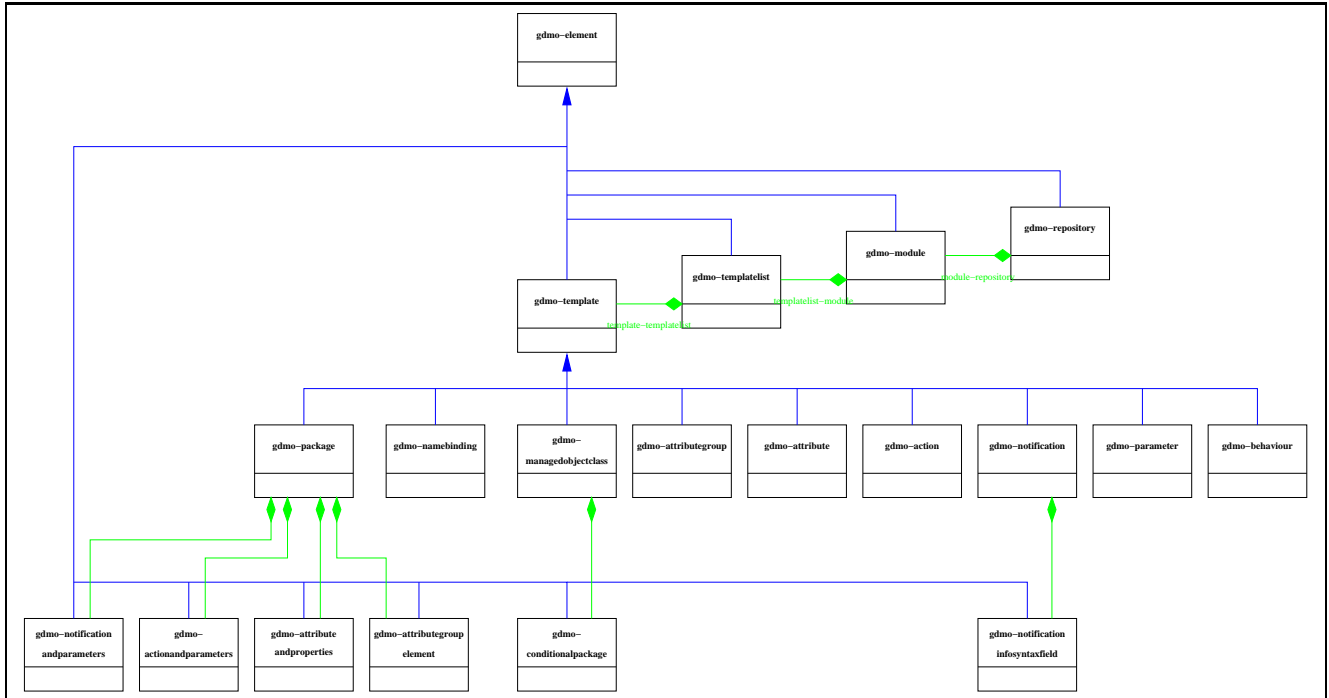 gdmo−element
gdmo−repository
gdmo−module
module−repository
gdmo−templatelist
templatelist−module
gdmo−template
template−templatelist
gdmo−package
gdmo−namebinding
gdmo−
managedobjectclass
gdmo−attributegroup
gdmo−attribute
gdmo−action
gdmo−notification
gdmo−parameter
gdmo−behaviour
gdmo−notification
andparameters
gdmo−
actionandparameters
gdmo−attribute
andproperties
gdmo−attributegroup
element
gdmo−
conditionalpackage
gdmo−notification
infosyntaxfield